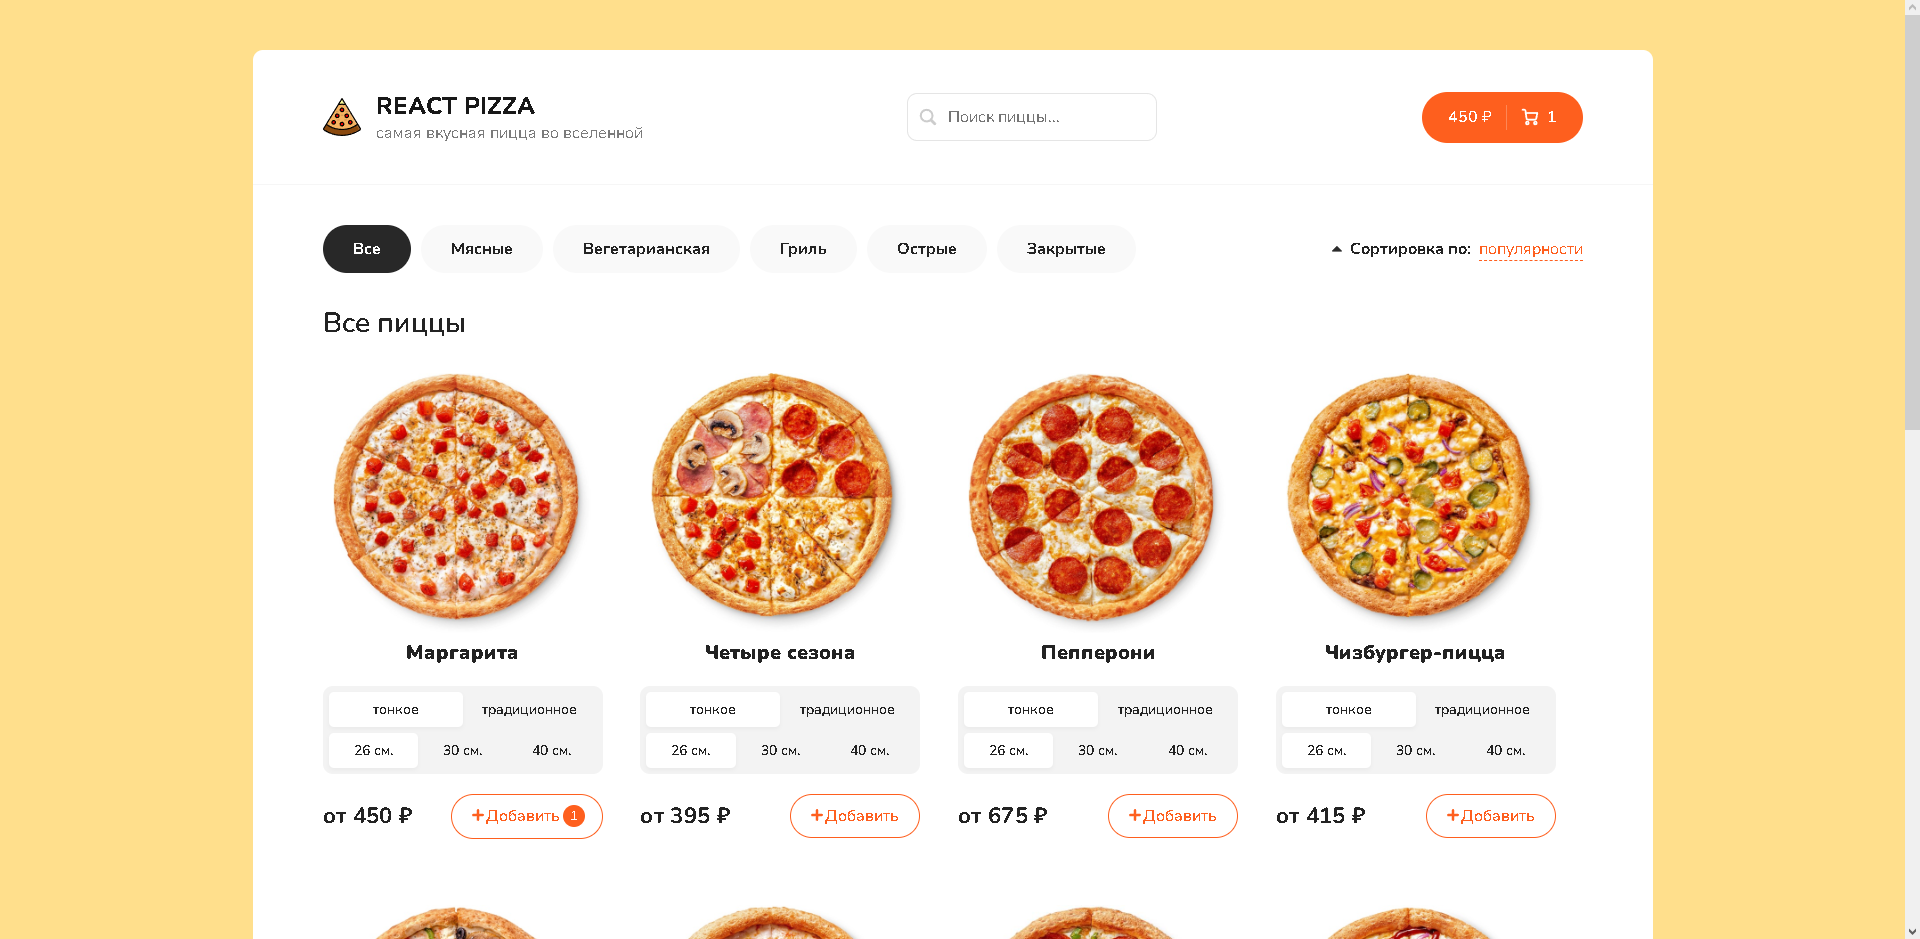 REACT PIZZA
самая вкусная пицца во вселенной
Поиск пиццы...
450 ₽ 1
Все Мясные Вегетарианская Гриль Острые Закрытые
Сортировка по: популярности
Все пиццы
Маргарита
тонкое традиционное
26 см. 30 см. 40 см.
от 450 ₽ +Добавить 1
Четыре сезона
тонкое традиционное
26 см. 30 см. 40 см.
от 395 ₽ +Добавить
Пепперони
тонкое традиционное
26 см. 30 см. 40 см.
от 675 ₽ +Добавить
Чизбургер-пицца
тонкое традиционное
26 см. 30 см. 40 см.
от 415 ₽ +Добавить